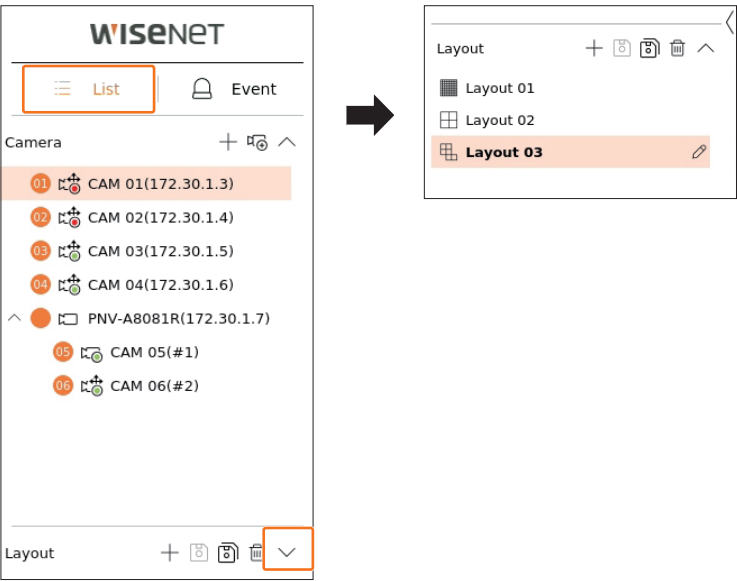 WISENET
List
Event
Camera
01 CAM 01(172.30.1.3)
02 CAM 02(172.30.1.4)
03 CAM 03(172.30.1.5)
04 CAM 04(172.30.1.6)
PNV-A8081R(172.30.1.7)
05 CAM 05(#1)
06 CAM 06(#2)
Layout
Layout
Layout 01
Layout 02
Layout 03